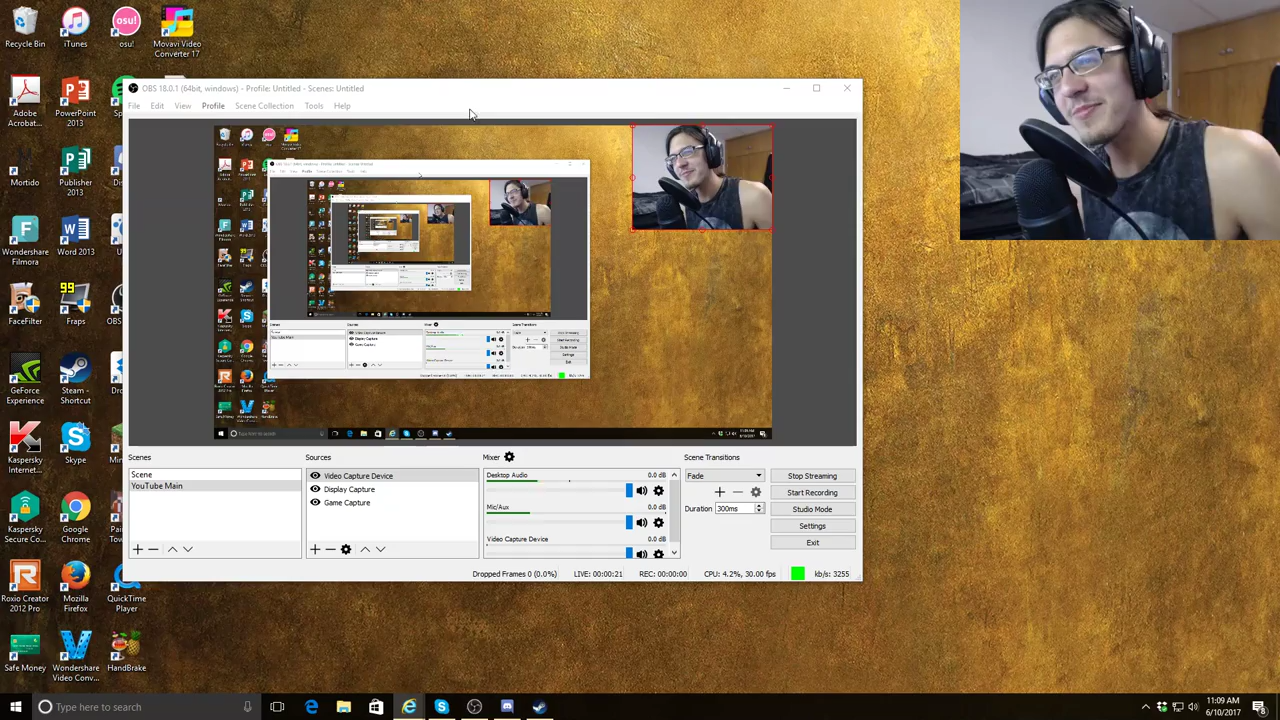 Recycle Bin
iTunes
osu!
Movavi Video
Converter 17
Adobe
Acrobat...
PowerPoint
2013
Mortido
Publisher
2013
Wondershare
Filmora
Word 2013
FaceFilter
99
Fraps
GeForce
Experience
Steam -
Shortcut
Kaspersky
Internet...
Skype
Kaspersky
Secure Co...
Google
Chrome
Roxio Creator
2012 Pro
Mozilla
Firefox
QuickTime
Player
Safe Money
Wondershare
Video Conv...
HandBrake
OBS 18.0.1 (64bit, windows) - Profile: Untitled - Scenes: Untitled
File Edit View Profile Scene Collection Tools Help
Scenes
Scene
YouTube Main
Sources
Video Capture Device
Display Capture
Game Capture
Mixer
Desktop Audio 0.0 dB
Mic/Aux 0.0 dB
Video Capture Device 0.0 dB
Scene Transitions
Fade
Duration 300ms
Stop Streaming
Start Recording
Studio Mode
Settings
Exit
Dropped Frames 0 (0.0%) LIVE: 00:00:21 REC: 00:00:00 CPU: 4.2%, 30.00 fps kb/s: 3255
Type here to search
11:09 AM
6/10/2017
8